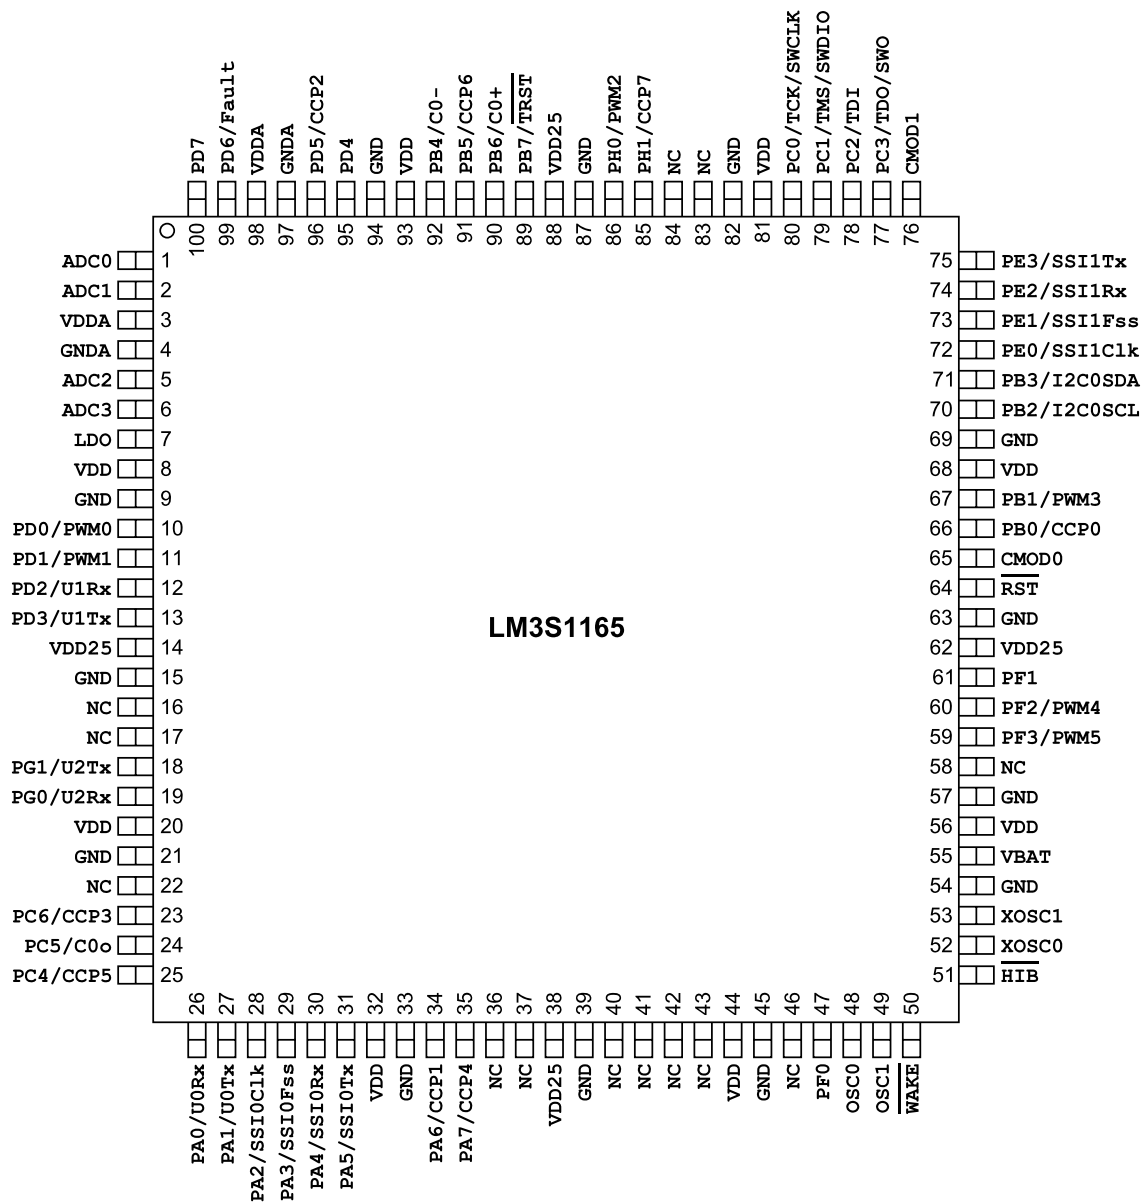 PD7
PD6/Fault
VDDA
GNDA
PD5/CCP2
PD4
GND
VDD
PB4/C0-
PB5/CCP6
PB6/C0+
PB7/TRST
VDD25
GND
PH0/PWM2
PH1/CCP7
NC
NC
GND
VDD
PC0/TCK/SWCLK
PC1/TMS/SWDIO
PC2/TDI
PC3/TDO/SWO
CMOD1
100
99
98
97
96
95
94
93
92
91
90
89
88
87
86
85
84
83
82
81
80
79
78
77
76
ADC0 1
ADC1 2
VDDA 3
GNDA 4
ADC2 5
ADC3 6
LDO 7
VDD 8
GND 9
PD0/PWM0 10
PD1/PWM1 11
PD2/U1Rx 12
PD3/U1Tx 13
VDD25 14
GND 15
NC 16
NC 17
PG1/U2Tx 18
PG0/U2Rx 19
VDD 20
GND 21
NC 22
PC6/CCP3 23
PC5/C0o 24
PC4/CCP5 25
LM3S1165
75 PE3/SSI1Tx
74 PE2/SSI1Rx
73 PE1/SSI1Fss
72 PE0/SSI1Clk
71 PB3/I2C0SDA
70 PB2/I2C0SCL
69 GND
68 VDD
67 PB1/PWM3
66 PB0/CCP0
65 CMOD0
64 RST
63 GND
62 VDD25
61 PF1
60 PF2/PWM4
59 PF3/PWM5
58 NC
57 GND
56 VDD
55 VBAT
54 GND
53 XOSC1
52 XOSC0
51 HIB
26
27
28
29
30
31
32
33
34
35
36
37
38
39
40
41
42
43
44
45
46
47
48
49
50
PA0/U0Rx
PA1/U0Tx
PA2/SSI0Clk
PA3/SSI0Fss
PA4/SSI0Rx
PA5/SSI0Tx
VDD
GND
PA6/CCP1
PA7/CCP4
NC
NC
VDD25
GND
NC
NC
NC
NC
VDD
GND
NC
PF0
OSC0
OSC1
WAKE